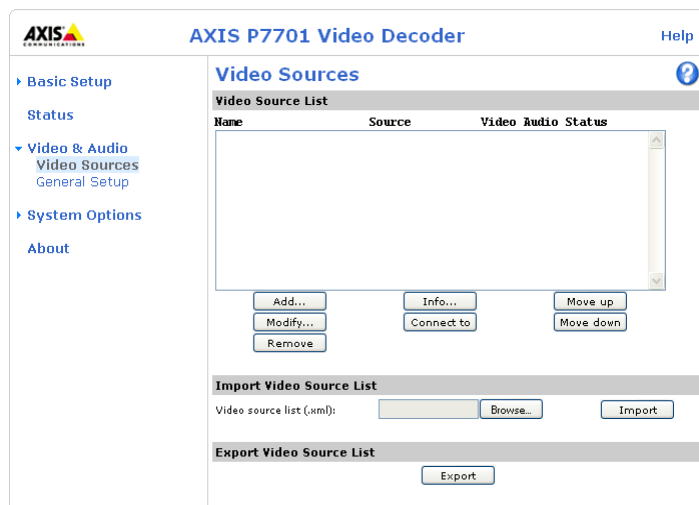 AXIS
COMMUNICATIONS
AXIS P7701 Video Decoder
Help
Basic Setup
Status
Video & Audio
Video Sources
General Setup
System Options
About
Video Sources
?
Video Source List
Name Source Video Audio Status
Add... Info... Move up
Modify... Connect to Move down
Remove
Import Video Source List
Video source list (.xml): Browse... Import
Export Video Source List
Export